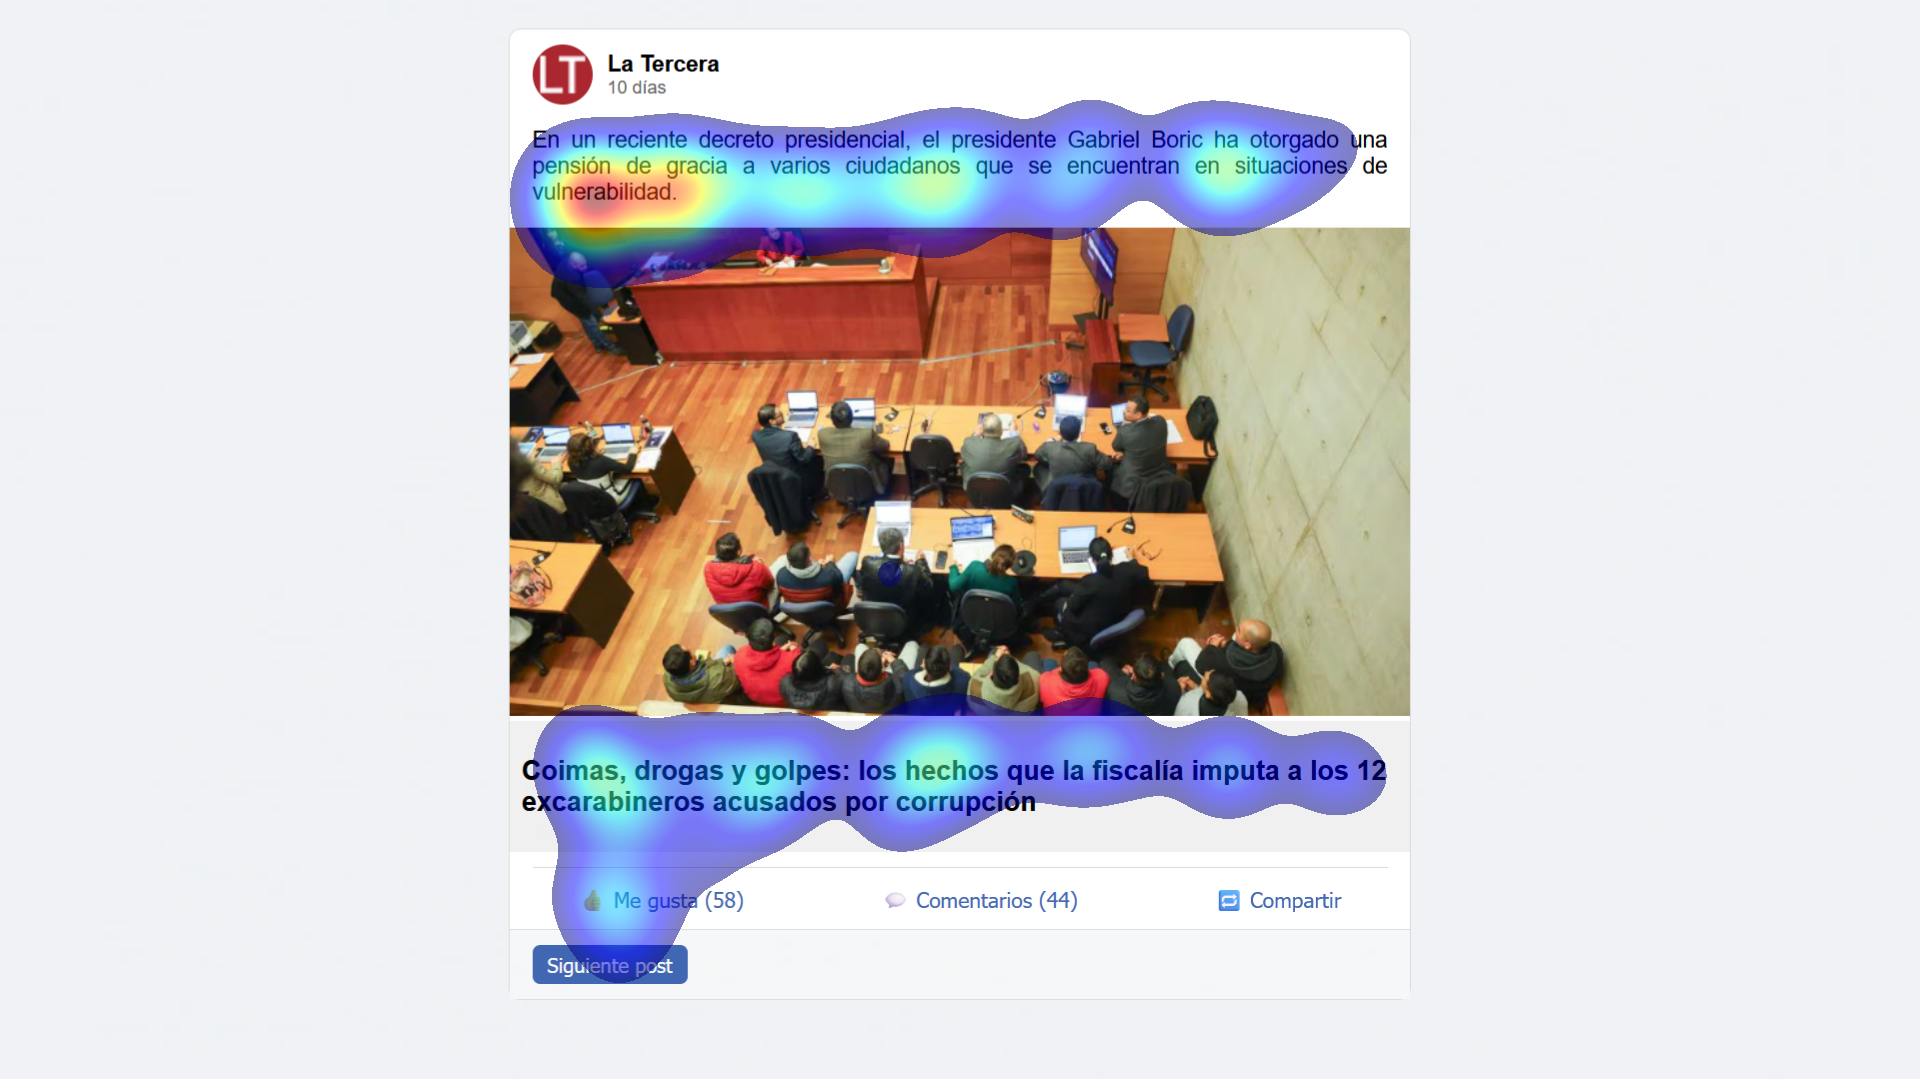 LT
La Tercera
10 días
En un reciente decreto presidencial, el presidente Gabriel Boric ha otorgado una
pensión de gracia a varios ciudadanos que se encuentran en situaciones de
vulnerabilidad.
Coimas, drogas y golpes: los hechos que la fiscalía imputa a los 12
excarabineros acusados por corrupción
Me gusta (58)
Comentarios (44)
Compartir
Siguiente post